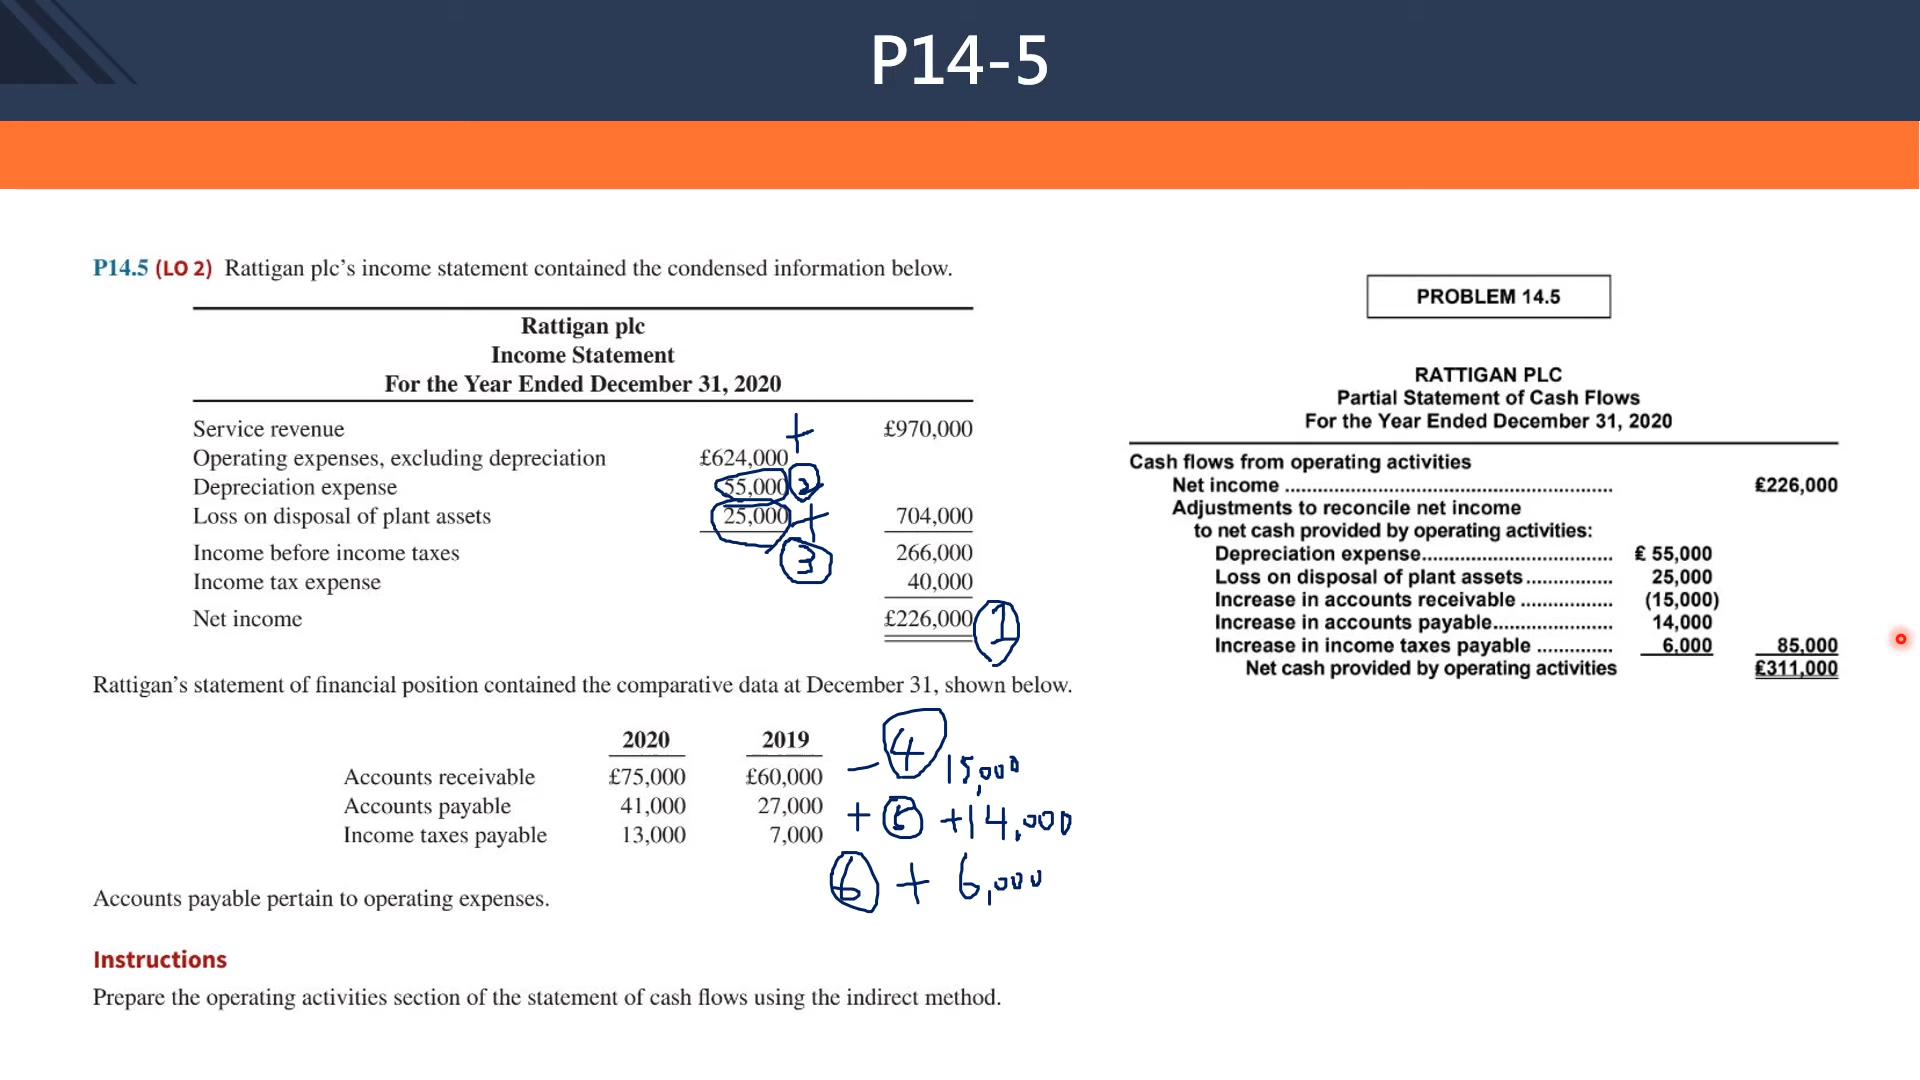 P14-5
P14.5 (LO 2) Rattigan plc’s income statement contained the condensed information below.
Rattigan plc
Income Statement
For the Year Ended December 31, 2020
Service revenue + £970,000
Operating expenses, excluding depreciation £624,000
Depreciation expense 55,000 2
Loss on disposal of plant assets 25,000 + 704,000
Income before income taxes 3 266,000
Income tax expense 40,000
Net income £226,000 1
Rattigan’s statement of financial position contained the comparative data at December 31, shown below.
2020 2019
Accounts receivable £75,000 £60,000 – 4 15,000
Accounts payable 41,000 27,000 + 5 +14,000
Income taxes payable 13,000 7,000
6 + 6,000
Accounts payable pertain to operating expenses.
Instructions
Prepare the operating activities section of the statement of cash flows using the indirect method.
PROBLEM 14.5
RATTIGAN PLC
Partial Statement of Cash Flows
For the Year Ended December 31, 2020
Cash flows from operating activities
Net income ........................................................ £226,000
Adjustments to reconcile net income
to net cash provided by operating activities:
Depreciation expense................................. £ 55,000
Loss on disposal of plant assets ............... 25,000
Increase in accounts receivable ................. (15,000)
Increase in accounts payable...................... 14,000
Increase in income taxes payable .............. 6,000 85,000
Net cash provided by operating activities £311,000